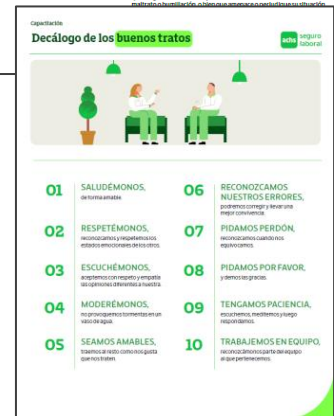 maltrato o humillación, o bien que amenace o perjudique su situación
Capacitación
Decálogo de los buenos tratos
achs seguro
laboral
01 SALUDÉMONOS,
de forma amable.
02 RESPETÉMONOS,
reconozcamos y respetemos los
estados emocionales de los otros.
03 ESCUCHÉMONOS,
aceptemos con respeto y empatía
las opiniones diferentes a nuestra.
04 MODERÉMONOS,
no provoquemos tormentas en un
vaso de agua.
05 SEAMOS AMABLES,
traemos al resto como nos gusta
que nos traten.
06 RECONOZCAMOS
NUESTROS ERRORES,
podremos corregir y llevar una
mejor convivencia.
07 PIDAMOS PERDÓN,
reconozcamos cuando nos
equivocamos.
08 PIDAMOS POR FAVOR,
y demos las gracias.
09 TENGAMOS PACIENCIA,
escuchemos, meditemos y luego
respondemos.
10 TRABAJEMOS EN EQUIPO,
reconozcámonos parte del equipo
al que pertenecemos.